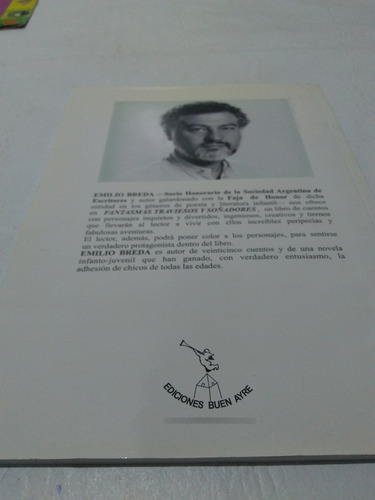 EMILIO BREDA —Socio Honorario de la Sociedad Argentina de
Escritores y autor galardonado con la Faja de Honor de dicha
entidad en los géneros de poesía y literatura infantil— nos ofrece
en FANTASMAS TRAVIESOS Y SOÑADORES, un libro de cuentos
con personajes inquietos y divertidos, ingeniosos, creativos y tiernos
que llevarán al lector a vivir con ellos increíbles peripecias y
fabulosas aventuras.
El lector, además, podrá poner color a los personajes, para sentirse
un verdadero protagonista dentro del libro.
EMILIO BREDA es autor de veinticinco cuentos y de una novela
infanto-juvenil que han ganado, con verdadero entusiasmo, la
adhesión de chicos de todas las edades.
EDICIONES BUEN AYRE